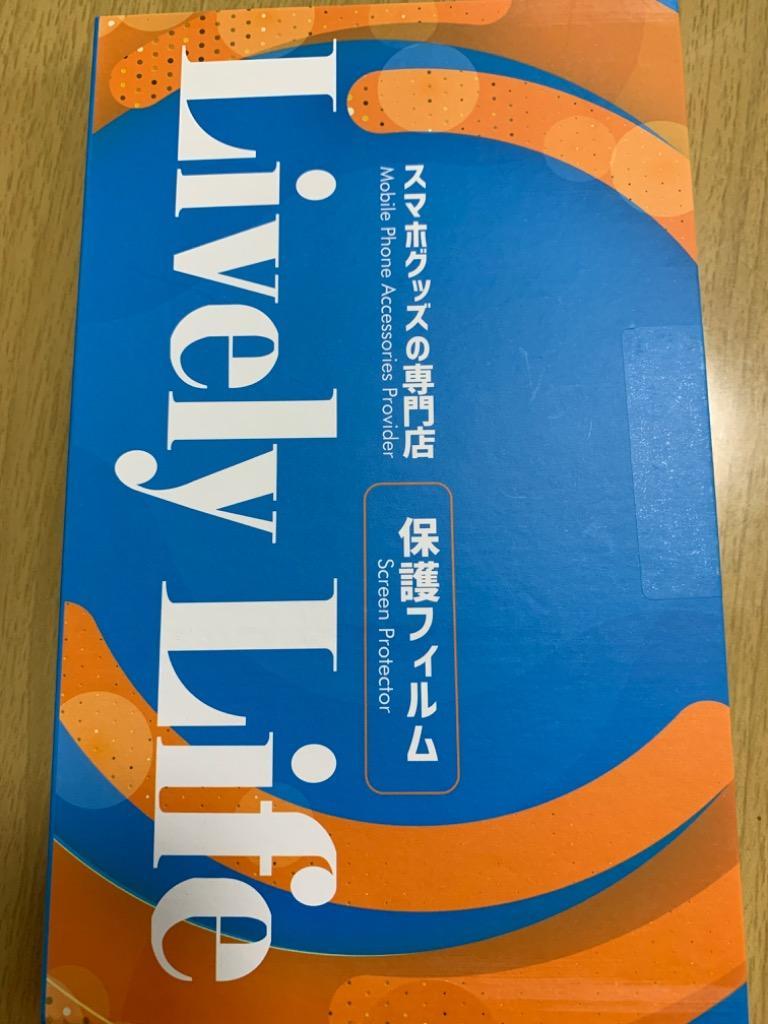 スマホグッズの専門店
Mobile Phone Accessories Provider
保護フィルム
Screen Protector
Lively Life